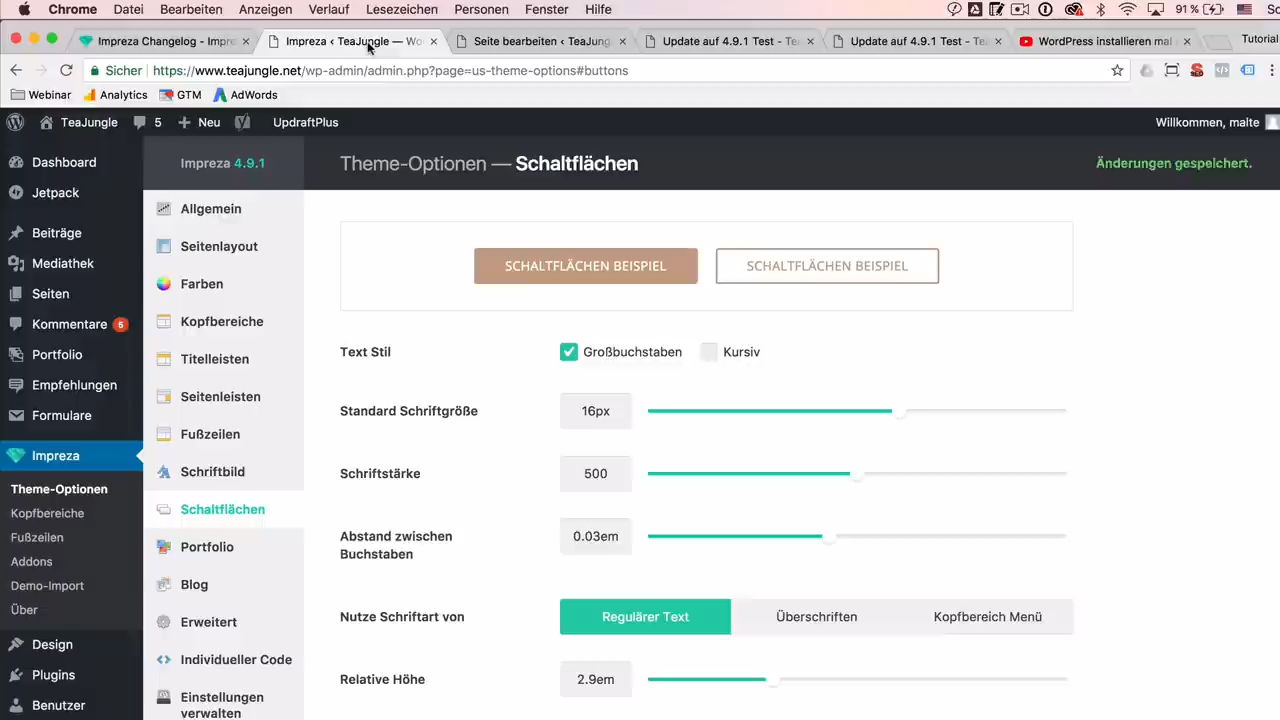 Chrome Datei Bearbeiten Anzeigen Verlauf Lesezeichen Personen Fenster Hilfe 91 %
Impreza Changelog - Impre Impreza ‹ TeaJungle — Wo Seite bearbeiten ‹ TeaJungl Update auf 4.9.1 Test - Te Update auf 4.9.1 Test - Te WordPress installieren mal Tutorial
Sicher https://www.teajungle.net/wp-admin/admin.php?page=us-theme-options#buttons
Webinar Analytics GTM AdWords
TeaJungle 5 Neu UpdraftPlus Willkommen, malte
Dashboard
Jetpack
Beiträge
Mediathek
Seiten
Kommentare 6
Portfolio
Empfehlungen
Formulare
Impreza
Theme-Optionen
Kopfbereiche
Fußzeilen
Addons
Demo-Import
Über
Design
Plugins
Benutzer
Impreza 4.9.1
Allgemein
Seitenlayout
Farben
Kopfbereiche
Titelleisten
Seitenleisten
Fußzeilen
Schriftbild
Schaltflächen
Portfolio
Blog
Erweitert
Individueller Code
Einstellungen
verwalten
Theme-Optionen — Schaltflächen Änderungen gespeichert.
SCHALTFLÄCHEN BEISPIEL SCHALTFLÄCHEN BEISPIEL
Text Stil Großbuchstaben Kursiv
Standard Schriftgröße 16px
Schriftstärke 500
Abstand zwischen
Buchstaben 0.03em
Nutze Schriftart von Regulärer Text Überschriften Kopfbereich Menü
Relative Höhe 2.9em